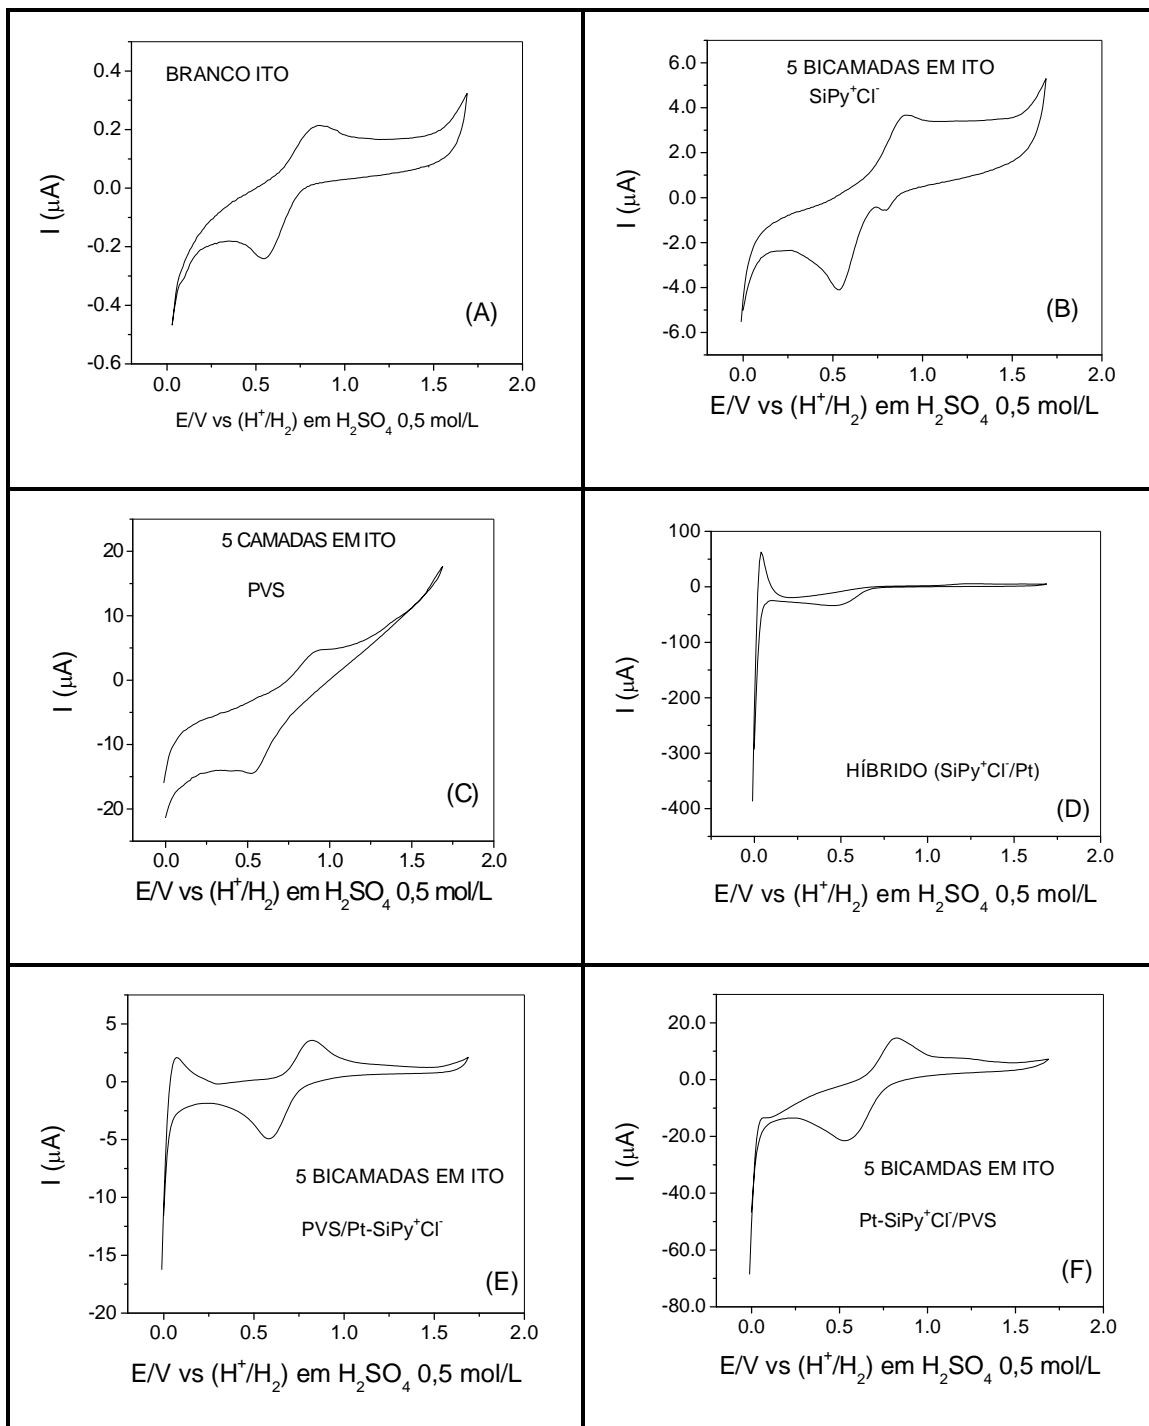 0.4
0.2
0.0
-0.2
-0.4
-0.6
I (μA)
BRANCO ITO
(A)
0.0 0.5 1.0 1.5 2.0
E/V vs (H⁺/H₂) em H₂SO₄ 0,5 mol/L
6.0
4.0
2.0
0.0
-2.0
-4.0
-6.0
I (μA)
5 BICAMADAS EM ITO
SiPy⁺Cl⁻
(B)
0.0 0.5 1.0 1.5 2.0
E/V vs (H⁺/H₂) em H₂SO₄ 0,5 mol/L
20
10
0
-10
-20
I (μA)
5 CAMADAS EM ITO
PVS
(C)
0.0 0.5 1.0 1.5 2.0
E/V vs (H⁺/H₂) em H₂SO₄ 0,5 mol/L
100
0
-100
-200
-300
-400
I (μA)
HÍBRIDO (SiPy⁺Cl⁻/Pt)
(D)
0.0 0.5 1.0 1.5 2.0
E/V vs (H⁺/H₂) em H₂SO₄ 0,5 mol/L
5
0
-5
-10
-15
-20
I (μA)
5 BICAMADAS EM ITO
PVS/Pt-SiPy⁺Cl⁻
(E)
0.0 0.5 1.0 1.5 2.0
E/V vs (H⁺/H₂) em H₂SO₄ 0,5 mol/L
20.0
0.0
-20.0
-40.0
-60.0
-80.0
I (μA)
5 BICAMDAS EM ITO
Pt-SiPy⁺Cl⁻/PVS
(F)
0.0 0.5 1.0 1.5 2.0
E/V vs (H⁺/H₂) em H₂SO₄ 0,5 mol/L